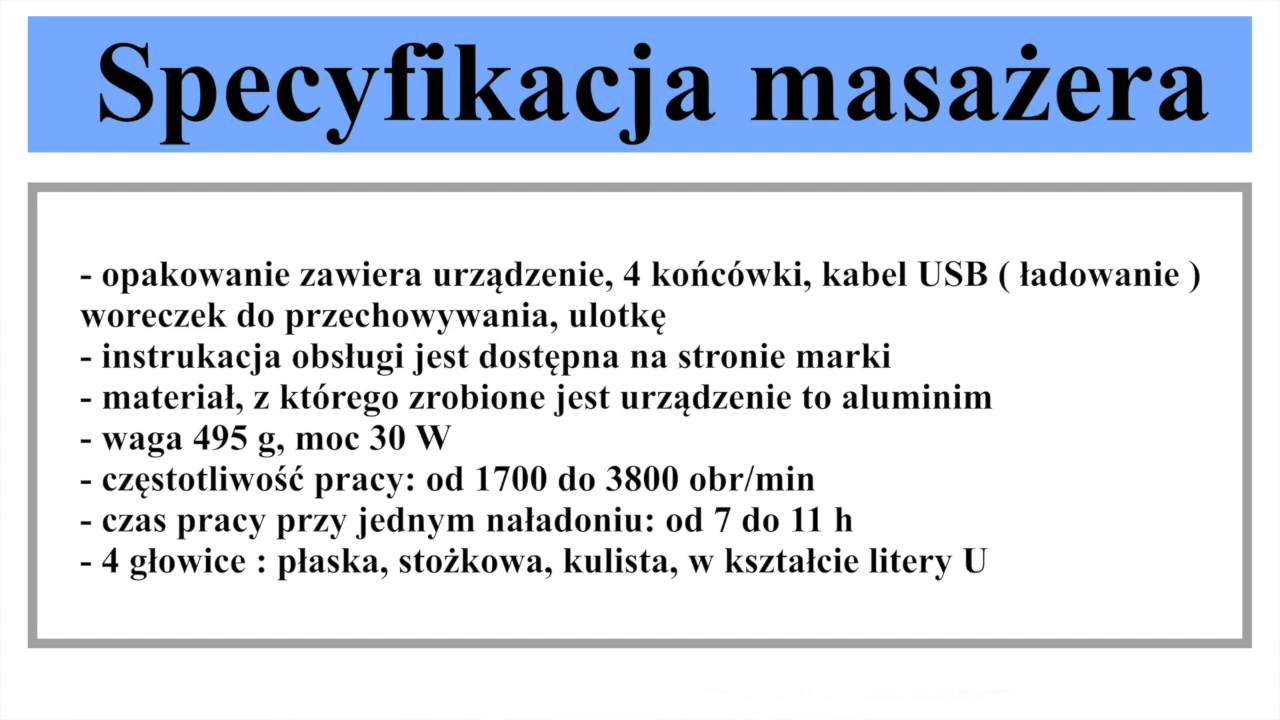 Specyfikacja masażera
- opakowanie zawiera urządzenie, 4 końcówki, kabel USB ( ładowanie )
woreczek do przechowywania, ulotkę
- instrukacja obsługi jest dostępna na stronie marki
- materiał, z którego zrobione jest urządzenie to aluminim
- waga 495 g, moc 30 W
- częstotliwość pracy: od 1700 do 3800 obr/min
- czas pracy przy jednym naładoniu: od 7 do 11 h
- 4 głowice : płaska, stożkowa, kulista, w kształcie litery U